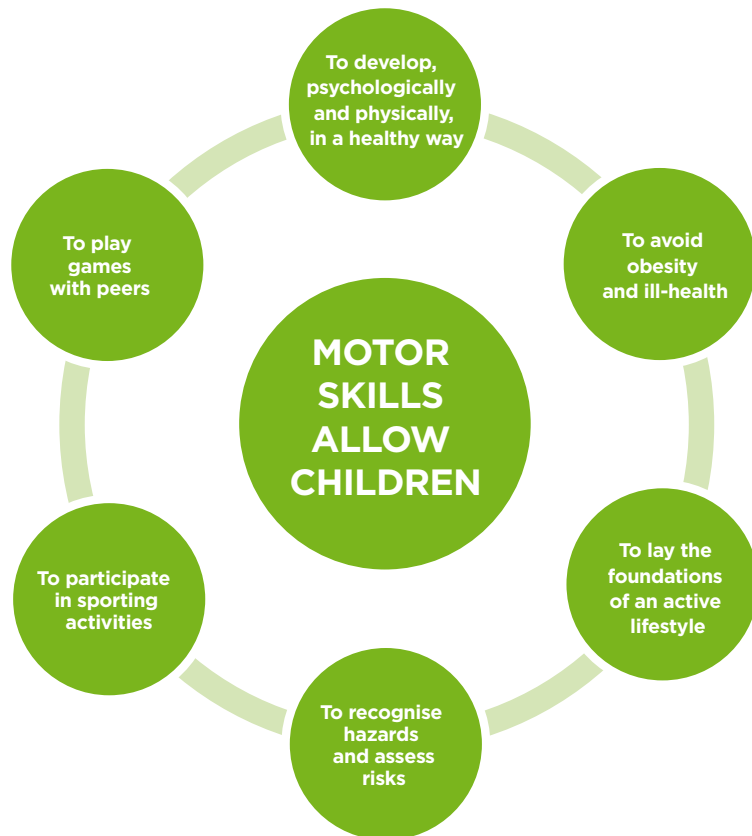 To develop,
psychologically
and physically,
in a healthy way
To avoid
obesity
and ill-health
To lay the
foundations
of an active
lifestyle
To recognise
hazards
and assess
risks
To participate
in sporting
activities
To play
games
with peers
MOTOR
SKILLS
ALLOW
CHILDREN